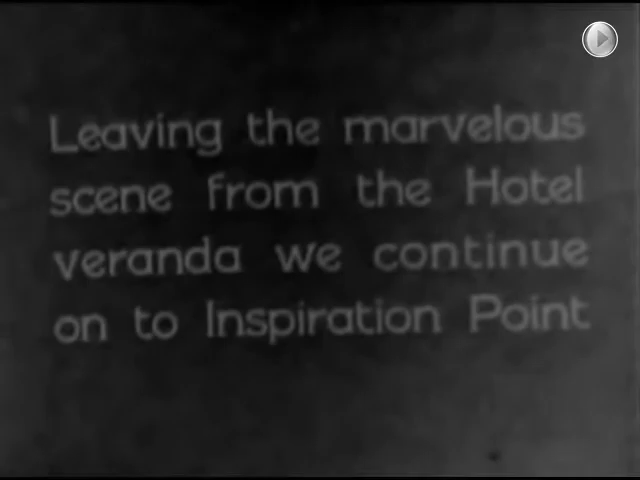 Leaving the marvelous
scene from the Hotel
veranda we continue
on to Inspiration Point